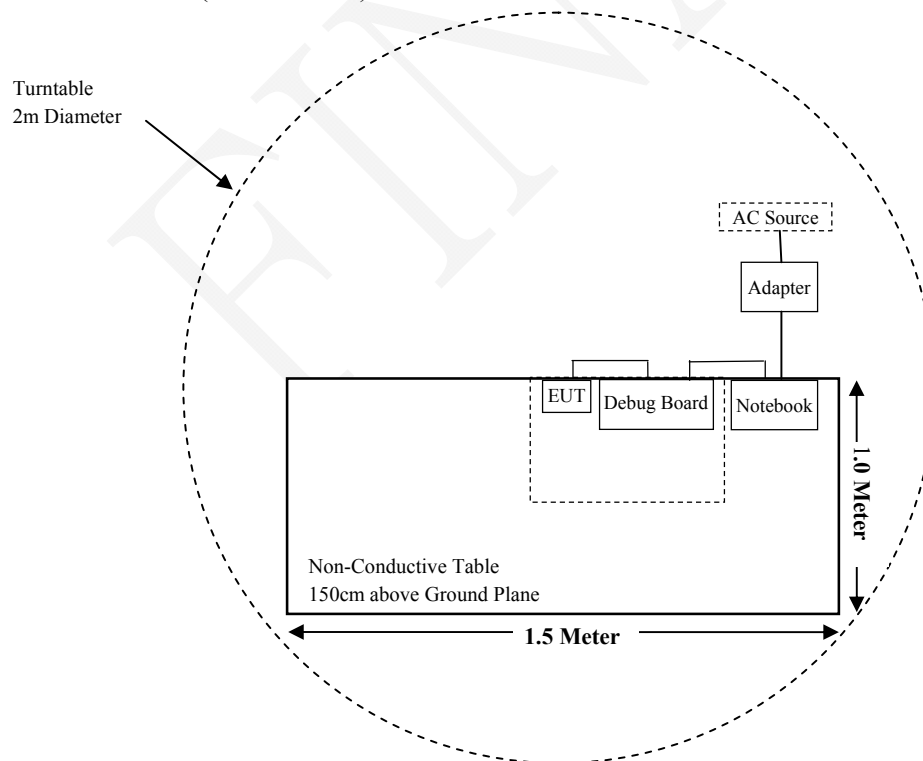 Turntable
2m Diameter
AC Source
Adapter
EUT
Debug Board
Notebook
1.0 Meter
Non-Conductive Table
150cm above Ground Plane
1.5 Meter